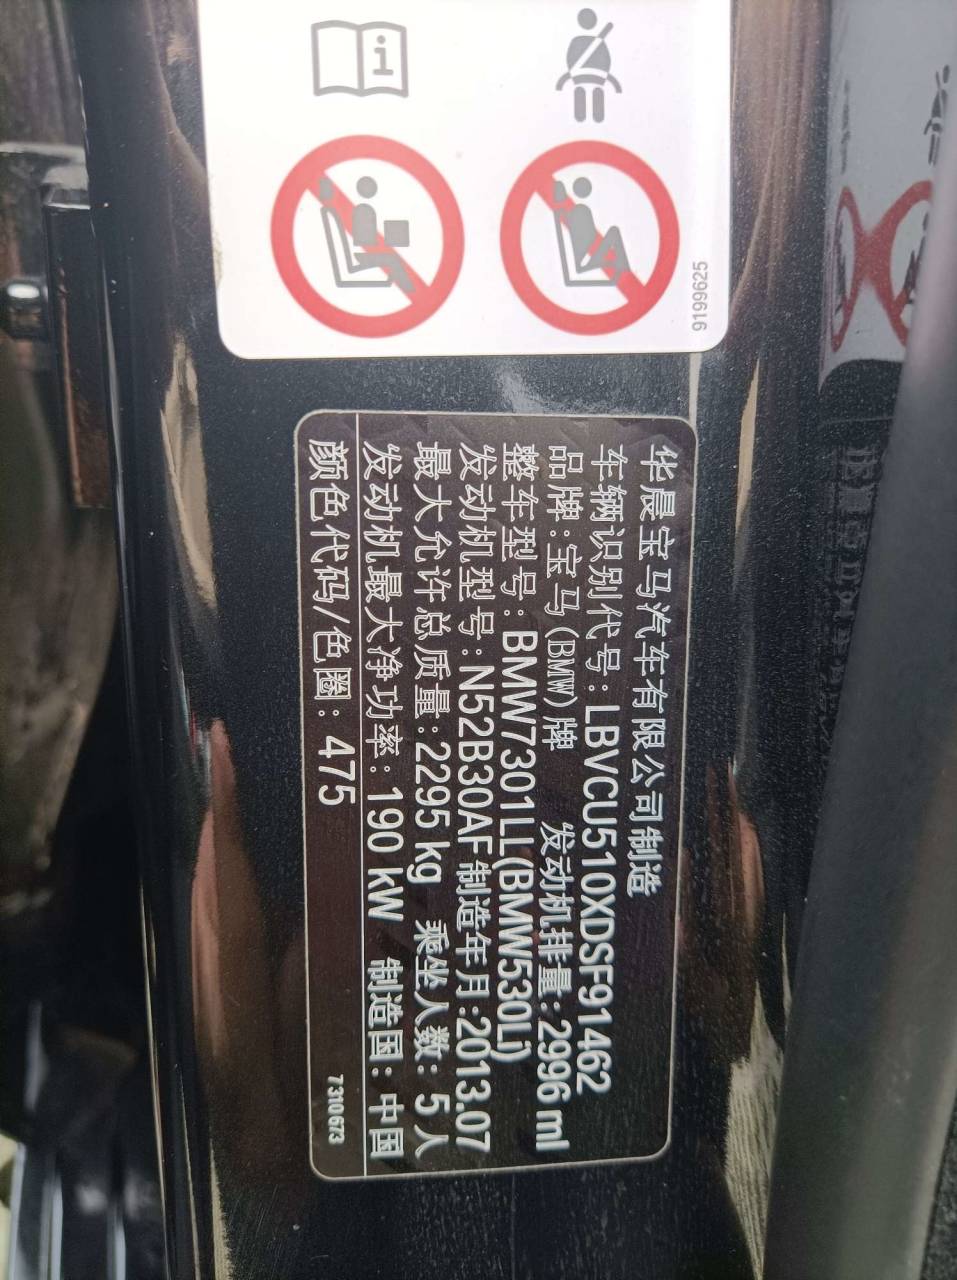 9199625
华晨宝马汽车有限公司制造
车辆识别代号:LBVCU510XDSF91462
品牌:宝马(BMW)牌 发动机排量:2996 ml
整车型号:BMW7301LL(BMW530Li)
发动机型号:N52B30AF 制造年月:2013.07
最大允许总质量:2295 kg 乘坐人数: 5 人
发动机最大净功率:190 kW 制造国: 中国
颜色代码/色圈: 475
7 310 673